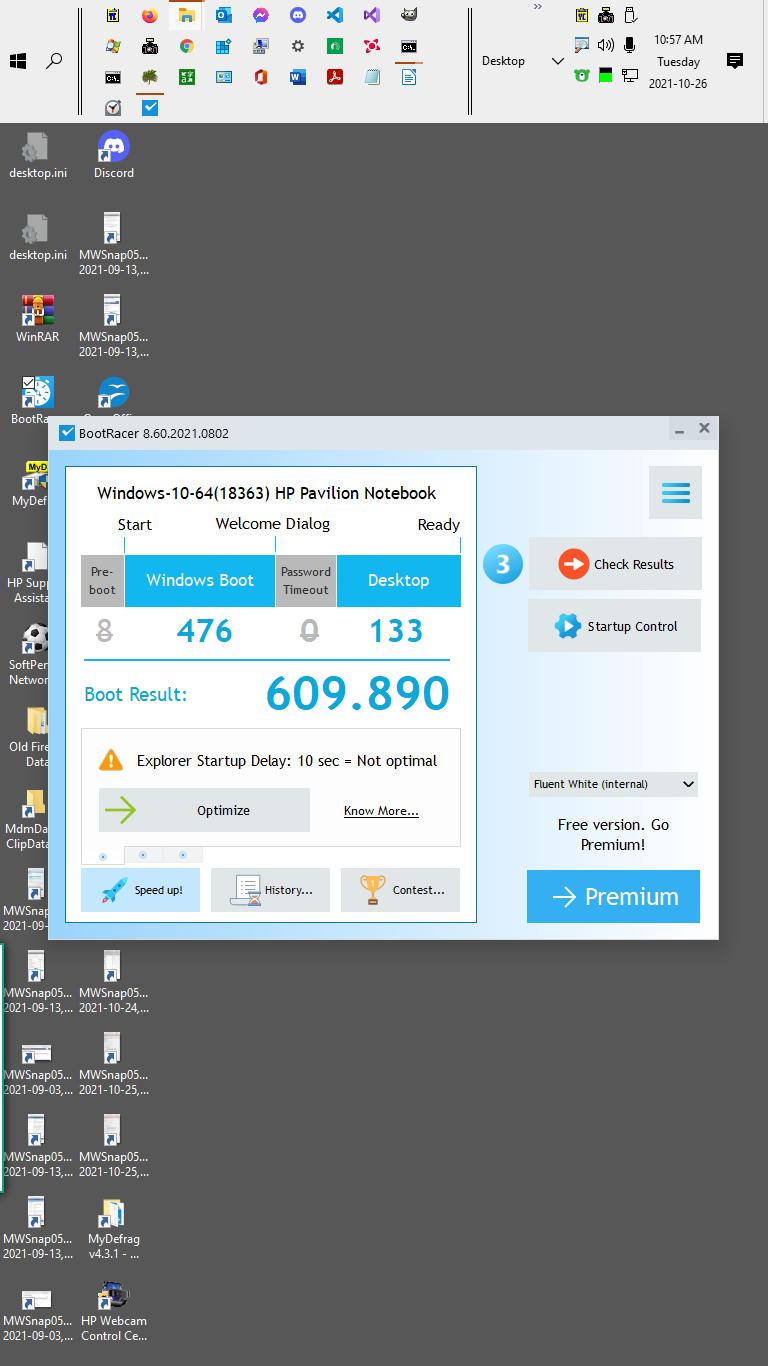 Desktop
10:57 AM
Tuesday
2021-10-26
desktop.ini
Discord
desktop.ini
MWSnap05...
2021-09-13,...
WinRAR
MWSnap05...
2021-09-13,...
BootRa
MyDef
HP Supp
Assista
SoftPer
Networ
Old Fire
Data
MdmDa
ClipData
MWSnap05
2021-09-
MWSnap05...
2021-09-13,...
MWSnap05...
2021-10-24,...
MWSnap05...
2021-09-03,...
MWSnap05...
2021-10-25,...
MWSnap05...
2021-09-13,...
MWSnap05...
2021-10-25,...
MWSnap05...
2021-09-13,...
MyDefrag
v4.3.1 - ...
MWSnap05...
2021-09-03,...
HP Webcam
Control Ce...
BootRacer 8.60.2021.0802
Windows-10-64(18363) HP Pavilion Notebook
Start Welcome Dialog Ready
Pre-
boot
Windows Boot
Password
Timeout
Desktop
8 476 0 133
Boot Result: 609.890
Explorer Startup Delay: 10 sec = Not optimal
Optimize Know More...
Speed up! History... Contest...
3 Check Results
Startup Control
Fluent White (internal)
Free version. Go
Premium!
Premium